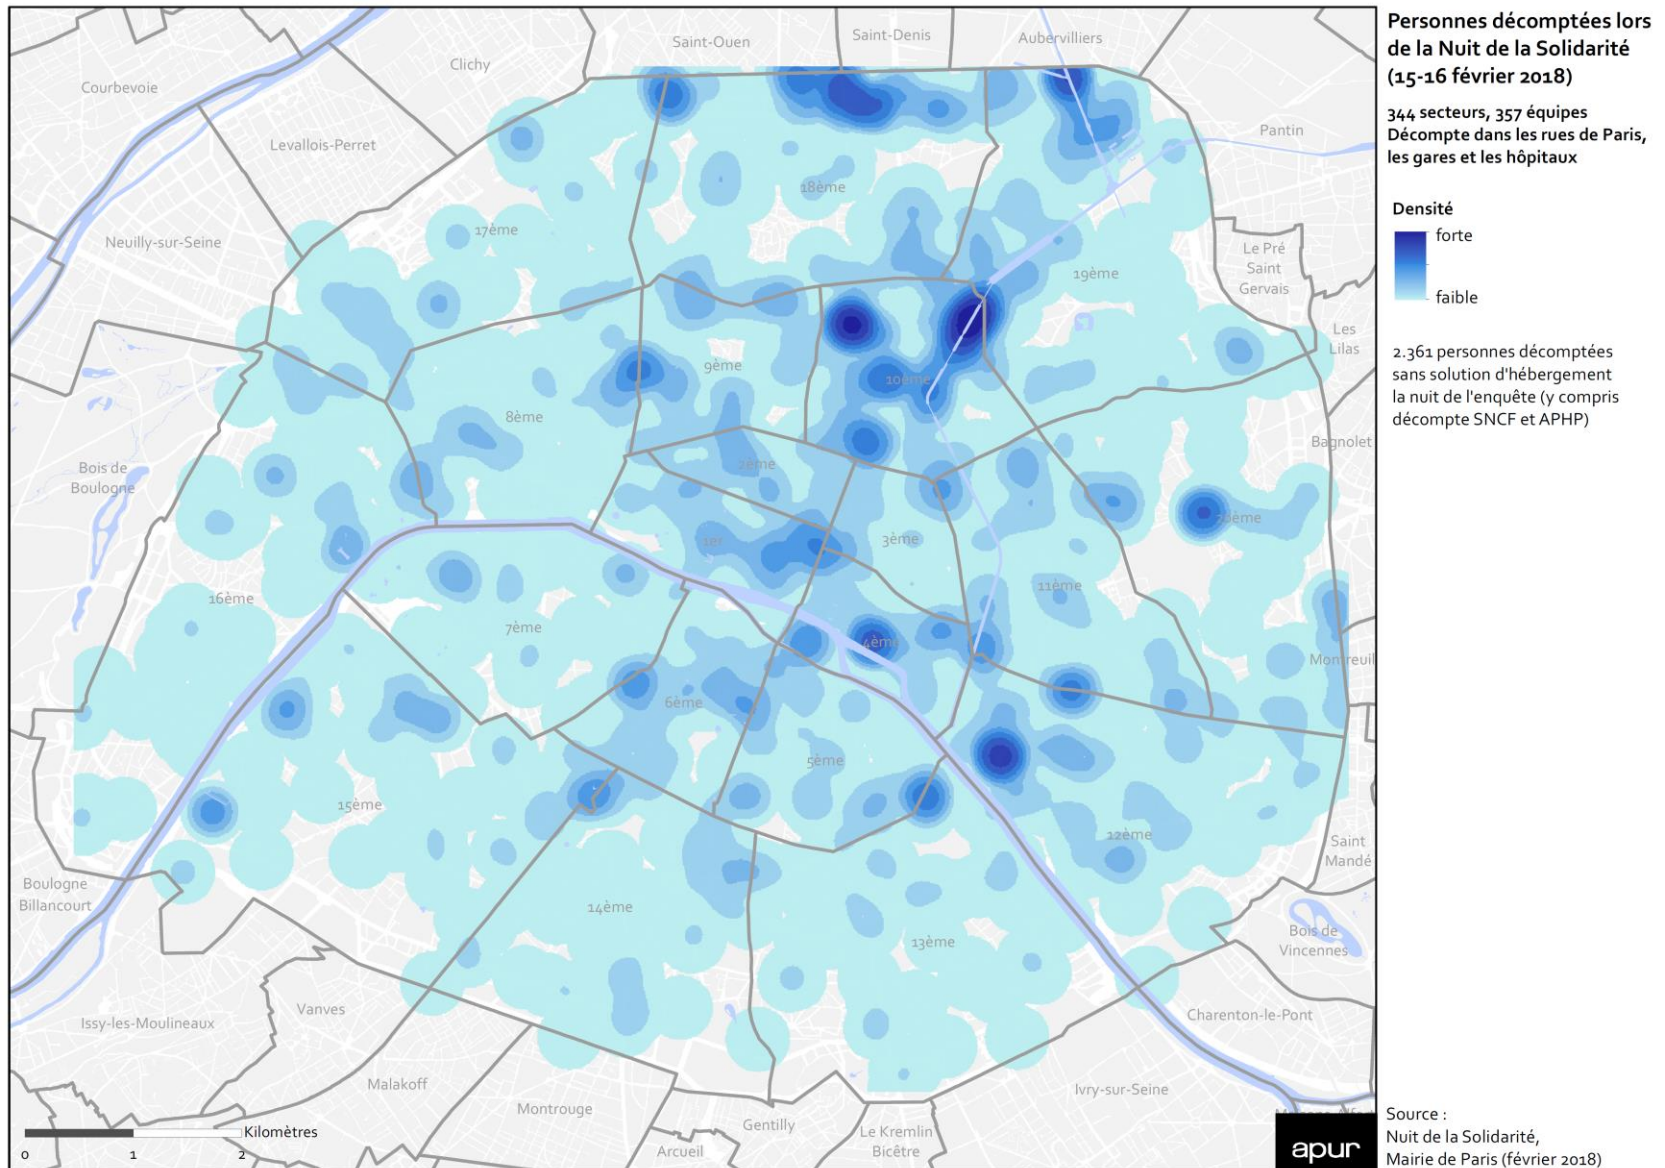 Personnes décomptées lors
de la Nuit de la Solidarité
(15-16 février 2018)
344 secteurs, 357 équipes
Décompte dans les rues de Paris,
les gares et les hôpitaux
Densité
forte
faible
2.361 personnes décomptées
sans solution d'hébergement
la nuit de l'enquête (y compris
décompte SNCF et APHP)
Saint-Ouen
Saint-Denis
Aubervilliers
Clichy
Courbevoie
Levallois-Perret
Pantin
18ème
17ème
Neuilly-sur-Seine
Le Pré
Saint
Gervais
19ème
Les
Lilas
9ème
10ème
8ème
Bagnolet
2ème
Bois de
Boulogne
20ème
1er
3ème
11ème
16ème
7ème
4ème
Montreuil
6ème
5ème
15ème
12ème
Saint
Mandé
Boulogne
Billancourt
14ème
13ème
Bois de
Vincennes
Vanves
Issy-les-Moulineaux
Charenton-le-Pont
Malakoff
Ivry-sur-Seine
Montrouge
Gentilly
Le Kremlin
Bicêtre
Arcueil
Kilomètres
0 1 2
apur
Source :
Nuit de la Solidarité,
Mairie de Paris (février 2018)